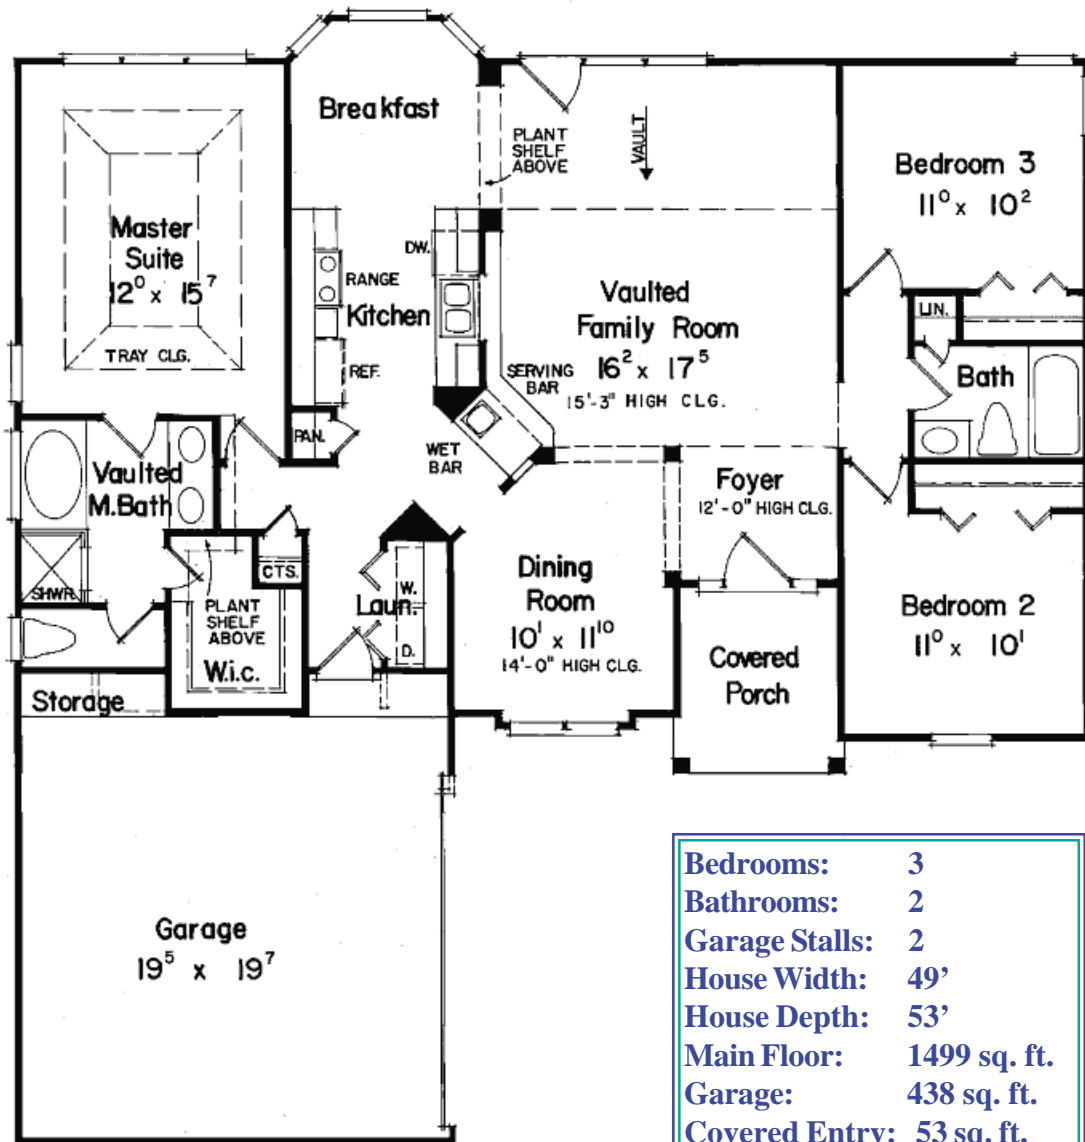 Breakfast
PLANT
SHELF
ABOVE
VAULT
Bedroom 3
11⁰ x 10²
Master
Suite
12⁰ x 15⁷
TRAY CLG.
DW.
RANGE
Kitchen
REF.
PAN.
Vaulted
Family Room
16² x 17⁵
15'-3" HIGH CLG.
SERVING
BAR
WET
BAR
LIN.
Bath
Vaulted
M.Bath
SHWR.
Foyer
12'-0" HIGH CLG.
CTS.
PLANT
SHELF
ABOVE
W.i.c.
Laun.
W.
D.
Dining
Room
10¹ x 11¹⁰
14'-0" HIGH CLG.
Covered
Porch
Bedroom 2
11⁰ x 10¹
Storage
Garage
19⁵ x 19⁷
Bedrooms: 3
Bathrooms: 2
Garage Stalls: 2
House Width: 49’
House Depth: 53’
Main Floor: 1499 sq. ft.
Garage: 438 sq. ft.
Covered Entry: 53 sq. ft.